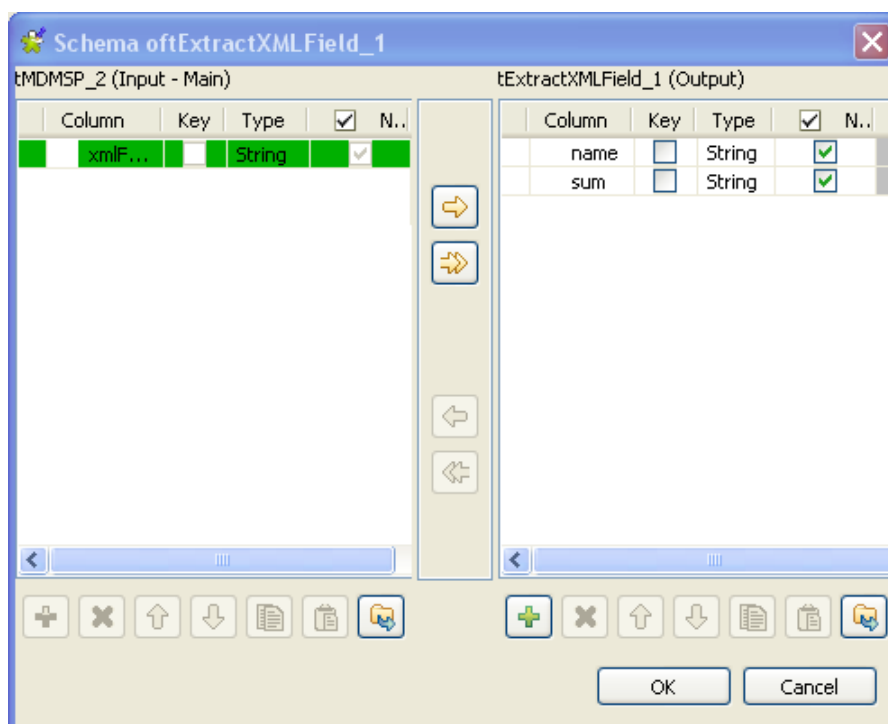 Schema oftExtractXMLField_1
tMDMSP_2 (Input - Main)
tExtractXMLField_1 (Output)
Column Key Type N..
xmlF... String
Column Key Type N..
name String
sum String
OK Cancel